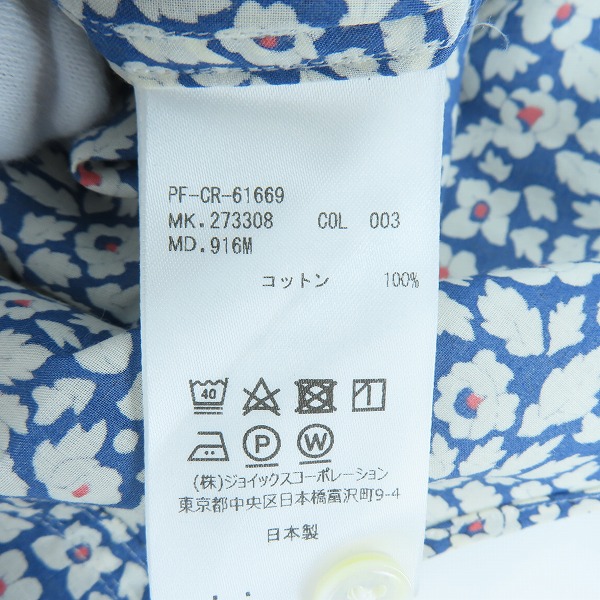 PF-CR-61669
MK.273308 COL 003
MD.916M
コットン 100%
40
P W
(株)ジョイックスコーポレーション
東京都中央区日本橋富沢町9-4
日本製